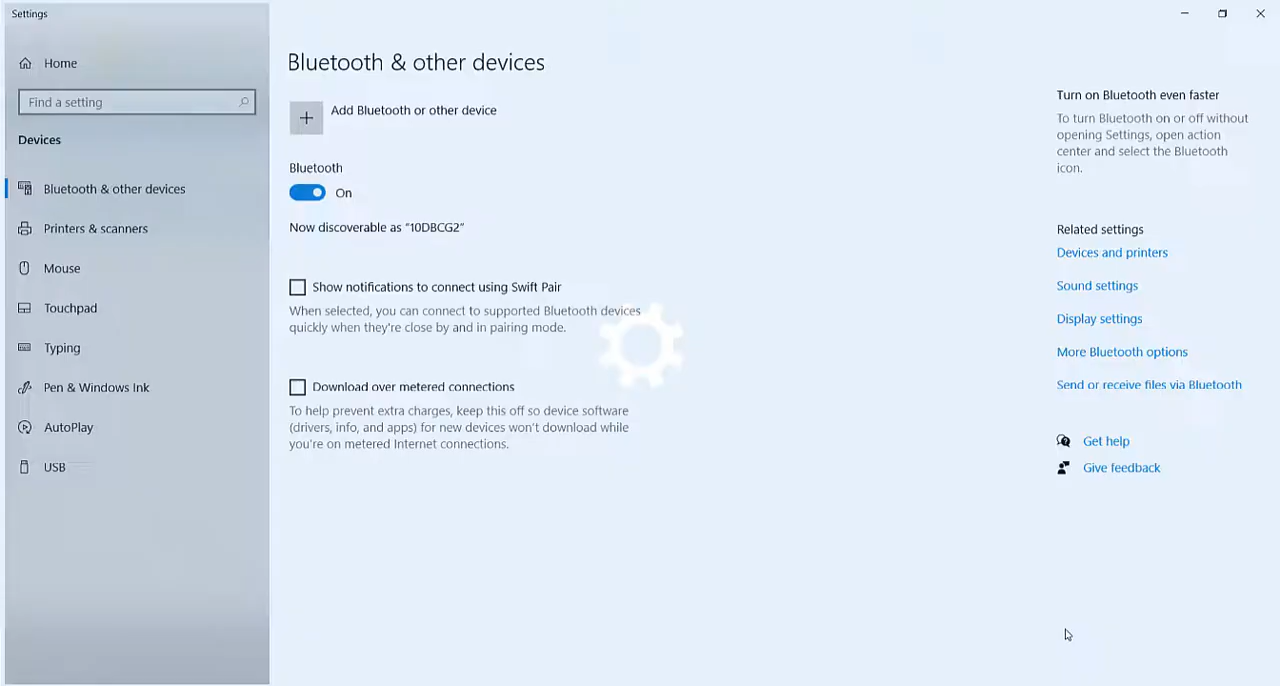 Settings
Home
Find a setting
Devices
Bluetooth & other devices
Printers & scanners
Mouse
Touchpad
Typing
Pen & Windows Ink
AutoPlay
USB
Bluetooth & other devices
Add Bluetooth or other device
Bluetooth
On
Now discoverable as "10DBCG2"
Show notifications to connect using Swift Pair
When selected, you can connect to supported Bluetooth devices
quickly when they're close by and in pairing mode.
Download over metered connections
To help prevent extra charges, keep this off so device software
(drivers, info, and apps) for new devices won't download while
you're on metered Internet connections.
Turn on Bluetooth even faster
To turn Bluetooth on or off without
opening Settings, open action
center and select the Bluetooth
icon.
Related settings
Devices and printers
Sound settings
Display settings
More Bluetooth options
Send or receive files via Bluetooth
Get help
Give feedback